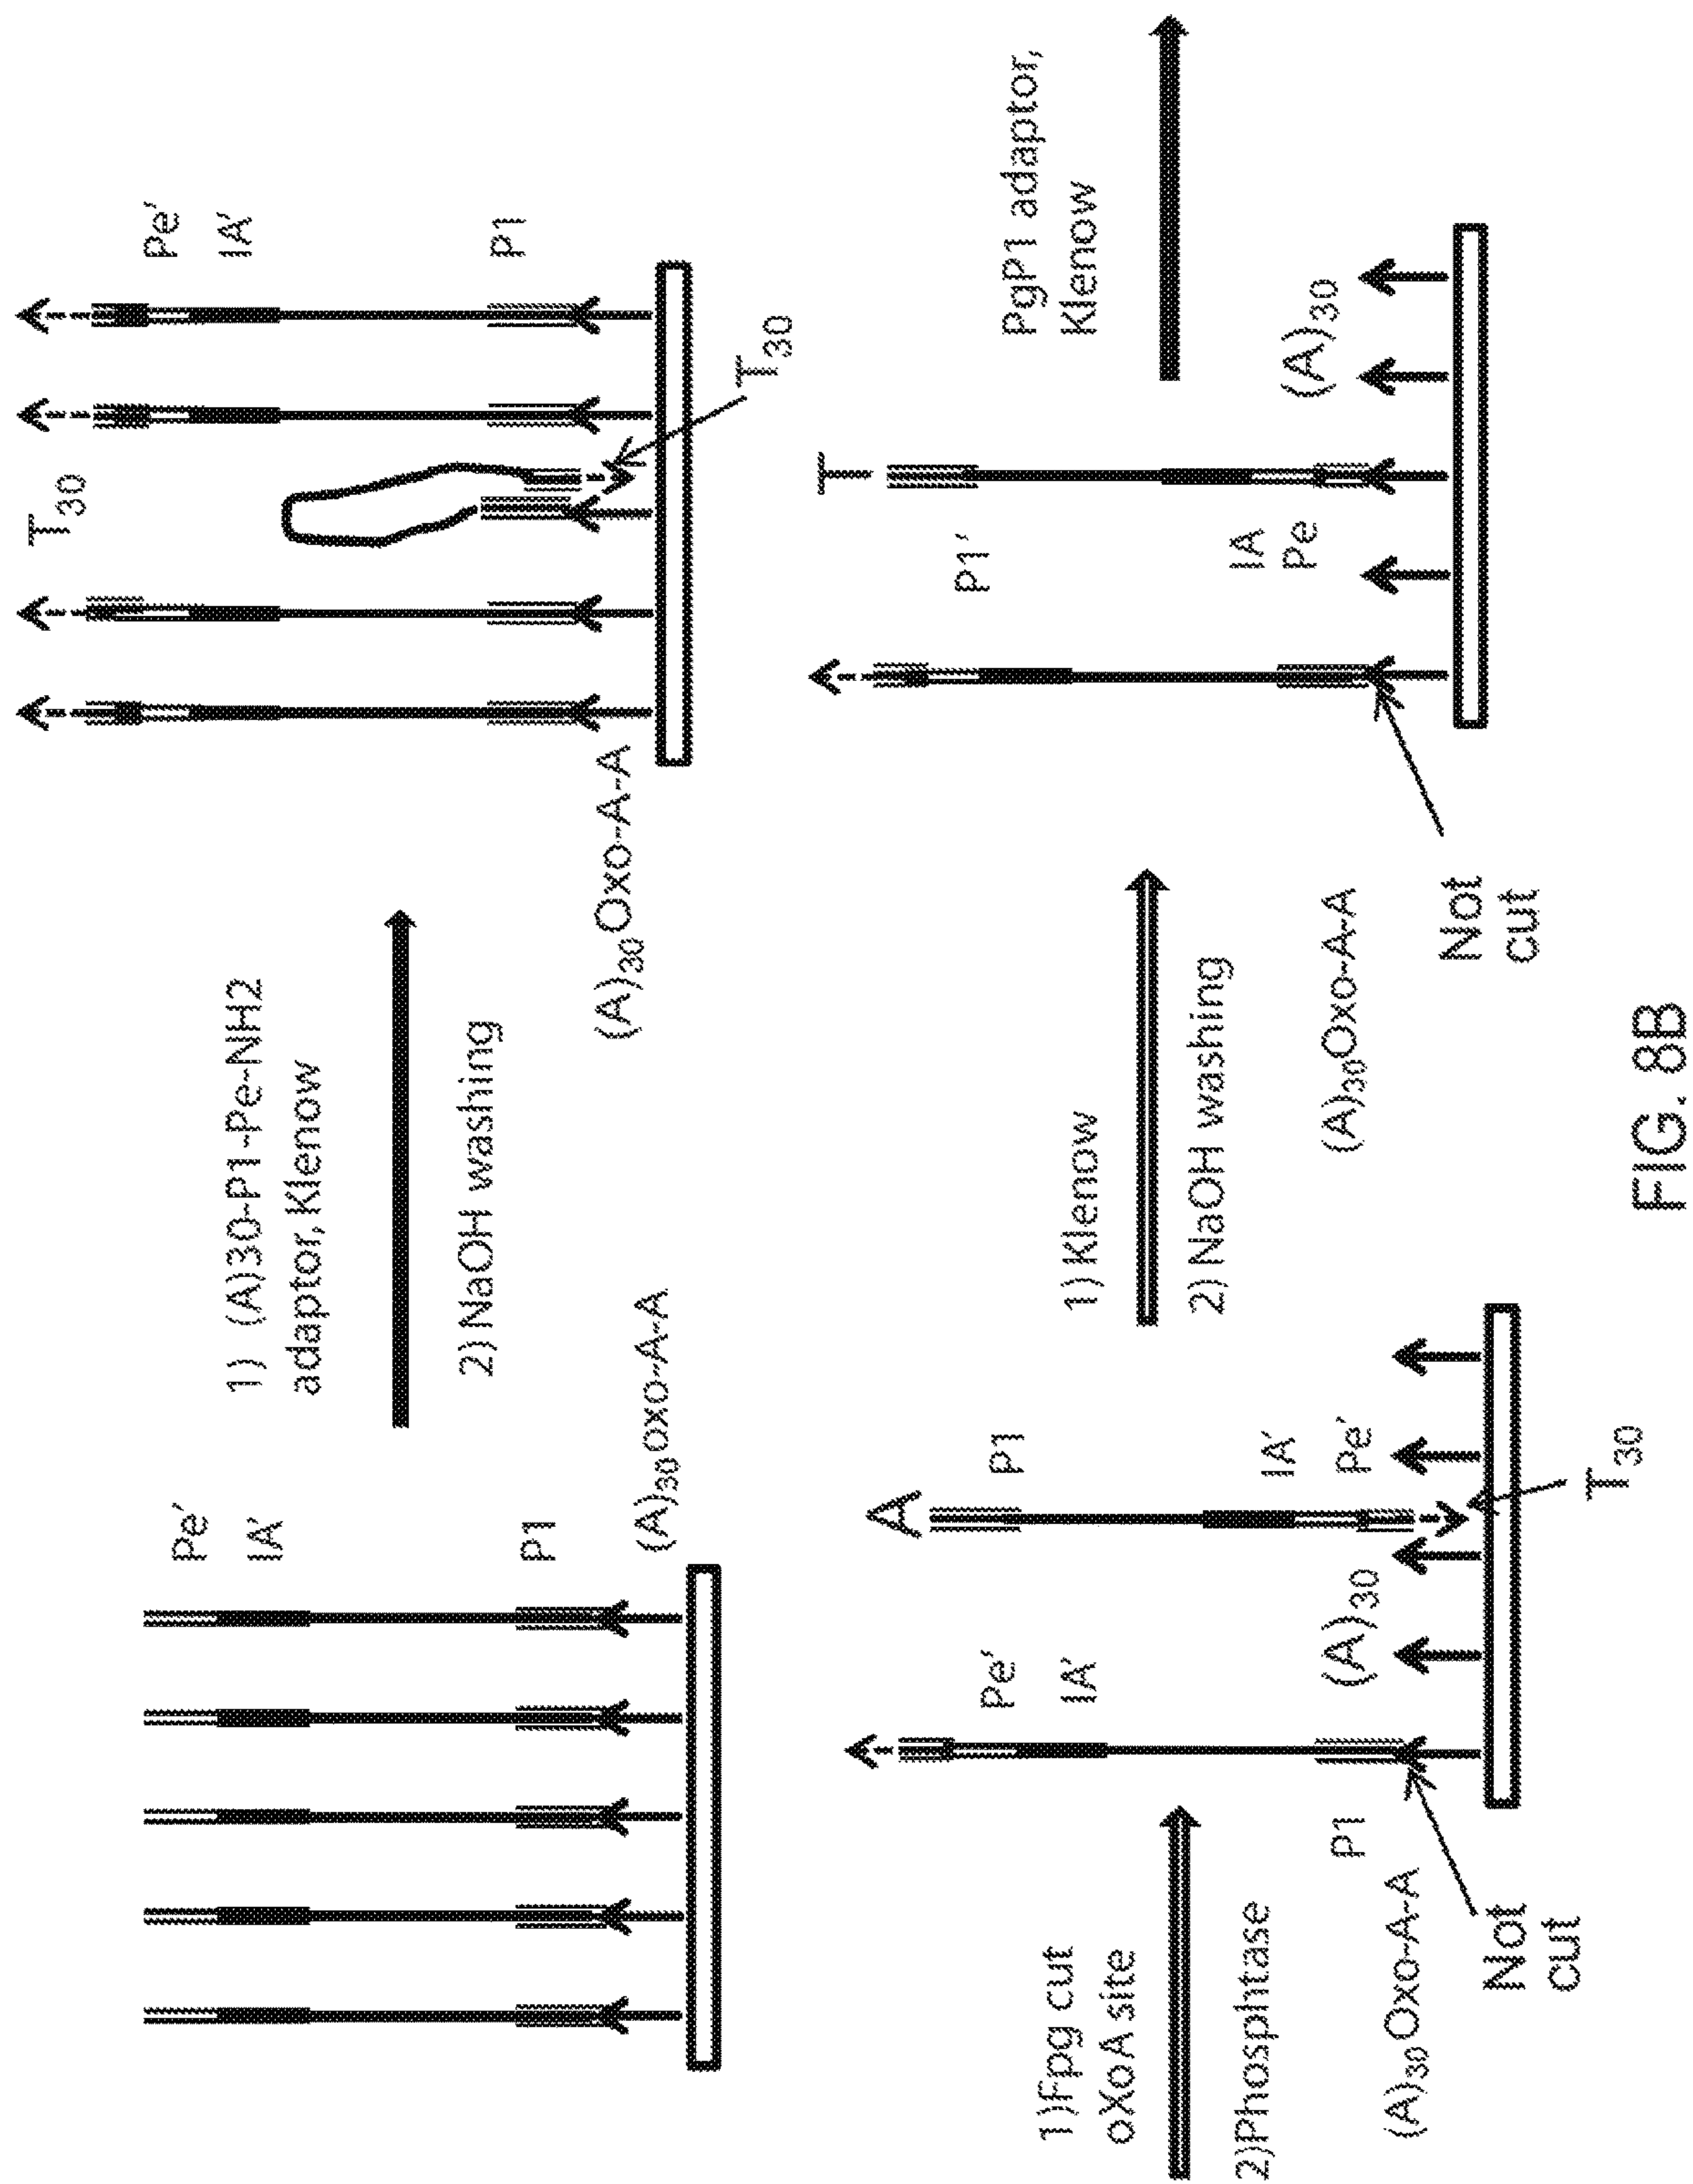 Pe′
IA′
P1
(A)₃₀oxo-A-A
1) (A)30-P1-Pe-NH2
adaptor, Klenow
2) NaOH washing
T₃₀
Pe′
IA′
P1
T₃₀
(A)₃₀Oxo-A-A
1)Fpg cut
oXoA site
2)Phosphtase
Pe′
IA′
P1
(A)₃₀Oxo-A-A
Not
cut
(A)₃₀
A
P1
IA′
Pe′
T₃₀
1) Klenow
2) NaOH washing
(A)₃₀Oxo-A-A
Not
cut
T
P1′
IA
Pe
(A)₃₀
PgP1 adaptor,
Klenow
FIG. 8B